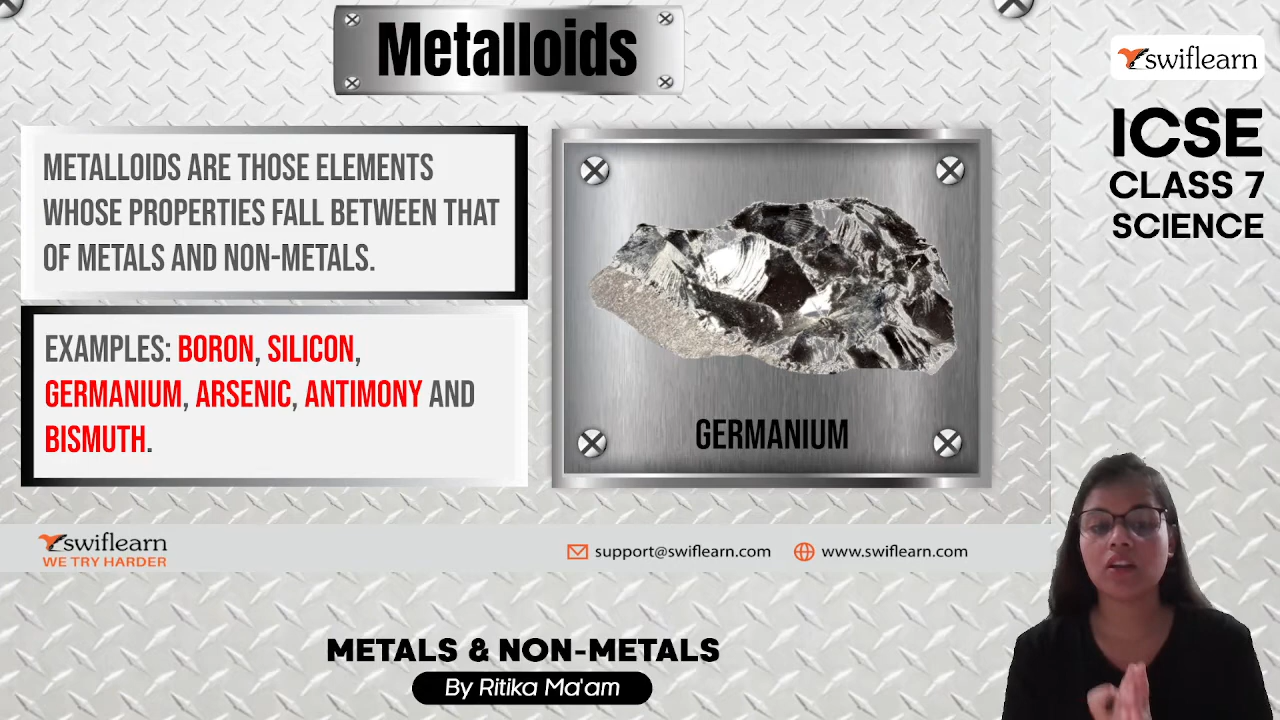 Metalloids
swiflearn
ICSE
CLASS 7
SCIENCE
METALLOIDS ARE THOSE ELEMENTS
WHOSE PROPERTIES FALL BETWEEN THAT
OF METALS AND NON-METALS.
EXAMPLES: BORON, SILICON,
GERMANIUM, ARSENIC, ANTIMONY AND
BISMUTH.
GERMANIUM
swiflearn
WE TRY HARDER
support@swiflearn.com
www.swiflearn.com
METALS & NON-METALS
By Ritika Ma'am